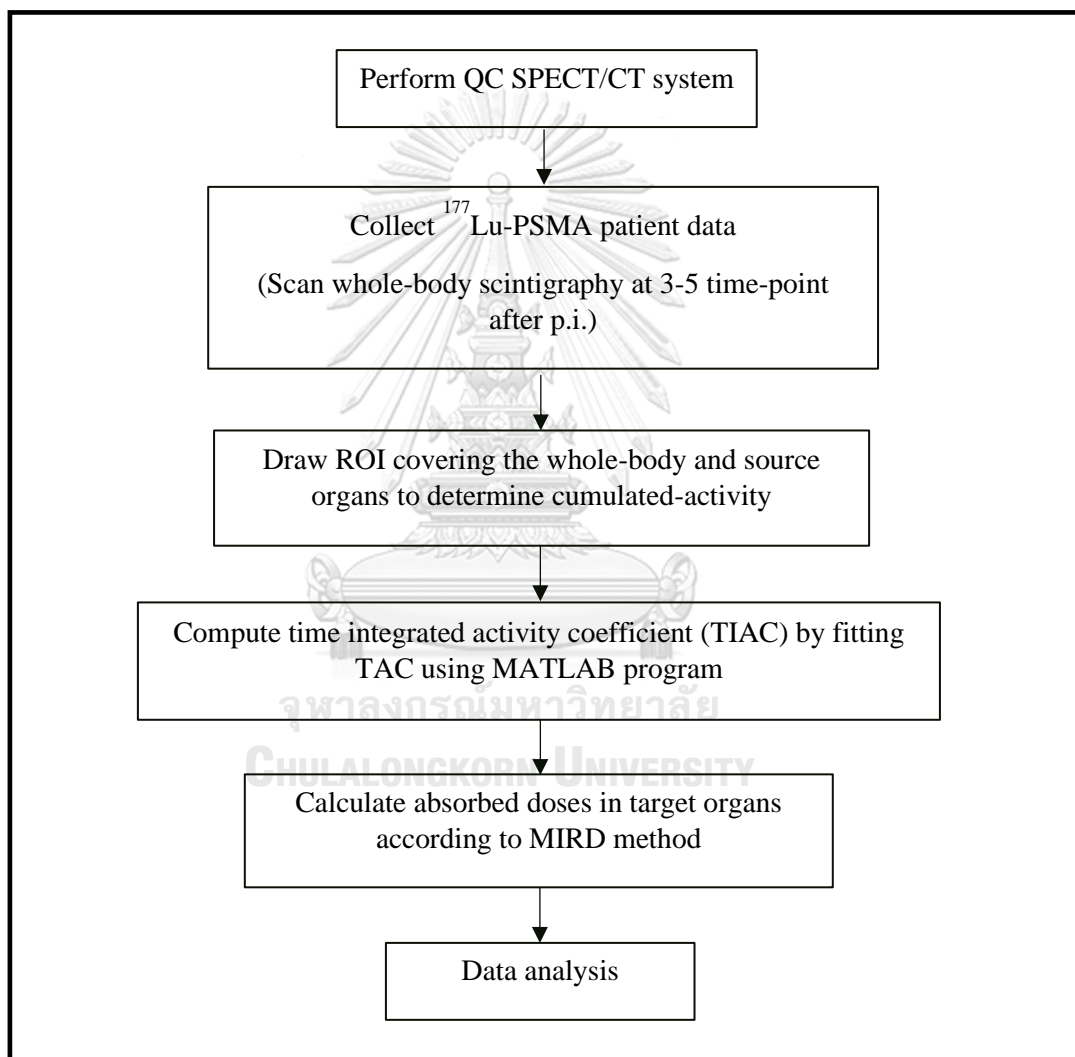 Perform QC SPECT/CT system
Collect ¹⁷⁷Lu-PSMA patient data
(Scan whole-body scintigraphy at 3-5 time-point
after p.i.)
Draw ROI covering the whole-body and source
organs to determine cumulated-activity
Compute time integrated activity coefficient (TIAC) by fitting
TAC using MATLAB program
จุฬาลงกรณ์มหาวิทยาลัย
CHULALONGKORN UNIVERSITY
Calculate absorbed doses in target organs
according to MIRD method
Data analysis